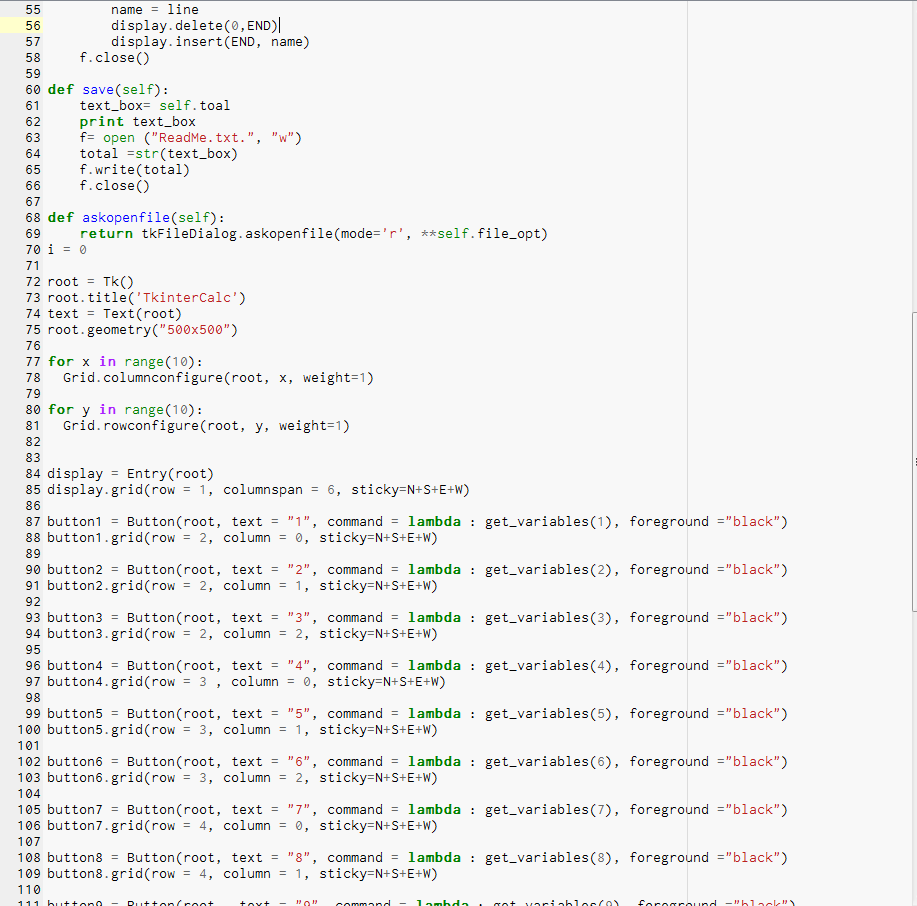 55         name = line
56         display.delete(0,END)
57         display.insert(END, name)
58     f.close()
59
60 def save(self):
61     text_box= self.toal
62     print text_box
63     f= open ("ReadMe.txt.", "w")
64     total =str(text_box)
65     f.write(total)
66     f.close()
67
68 def askopenfile(self):
69     return tkFileDialog.askopenfile(mode='r', **self.file_opt)
70 i = 0
71
72 root = Tk()
73 root.title('TkinterCalc')
74 text = Text(root)
75 root.geometry("500x500")
76
77 for x in range(10):
78   Grid.columnconfigure(root, x, weight=1)
79
80 for y in range(10):
81   Grid.rowconfigure(root, y, weight=1)
82
83
84 display = Entry(root)
85 display.grid(row = 1, columnspan = 6, sticky=N+S+E+W)
86
87 button1 = Button(root, text = "1", command = lambda : get_variables(1), foreground ="black")
88 button1.grid(row = 2, column = 0, sticky=N+S+E+W)
89
90 button2 = Button(root, text = "2", command = lambda : get_variables(2), foreground ="black")
91 button2.grid(row = 2, column = 1, sticky=N+S+E+W)
92
93 button3 = Button(root, text = "3", command = lambda : get_variables(3), foreground ="black")
94 button3.grid(row = 2, column = 2, sticky=N+S+E+W)
95
96 button4 = Button(root, text = "4", command = lambda : get_variables(4), foreground ="black")
97 button4.grid(row = 3 , column = 0, sticky=N+S+E+W)
98
99 button5 = Button(root, text = "5", command = lambda : get_variables(5), foreground ="black")
100 button5.grid(row = 3, column = 1, sticky=N+S+E+W)
101
102 button6 = Button(root, text = "6", command = lambda : get_variables(6), foreground ="black")
103 button6.grid(row = 3, column = 2, sticky=N+S+E+W)
104
105 button7 = Button(root, text = "7", command = lambda : get_variables(7), foreground ="black")
106 button7.grid(row = 4, column = 0, sticky=N+S+E+W)
107
108 button8 = Button(root, text = "8", command = lambda : get_variables(8), foreground ="black")
109 button8.grid(row = 4, column = 1, sticky=N+S+E+W)
110
111 button9 = Button(root, text = "9", command = lambda : get_variables(9), foreground ="black")